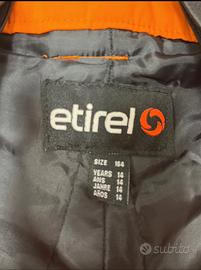 etirel
SIZE 164
YEARS 14
ANS 14
JAHRE 14
AÑOS 14
subito